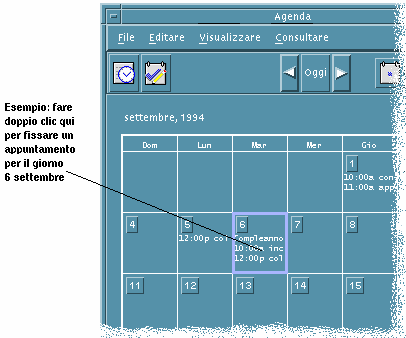 Agenda
File Editare Visualizzare Consultare
Oggi
Esempio: fare
doppio clic qui
per fissare un
appuntamento
per il giorno
6 settembre
settembre, 1994
Dom Lun Mar Mer Gio
1
10:00a con
11:00a app
4 5 6 7 8
12:00p col
Compleanno
10:00a inc
12:00p col
11 12 13 14 15